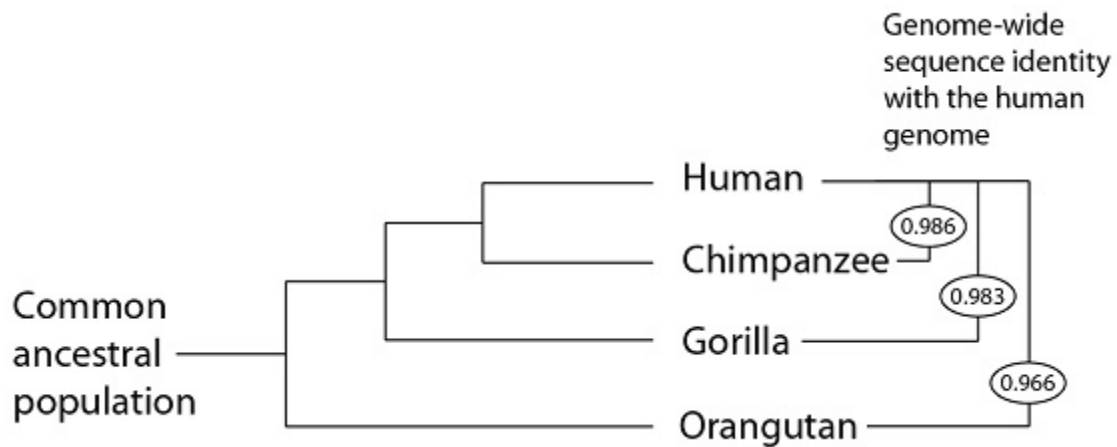 Genome-wide
sequence identity
with the human
genome
Human
0.986
Chimpanzee
0.983
Common
ancestral
population
Gorilla
0.966
Orangutan